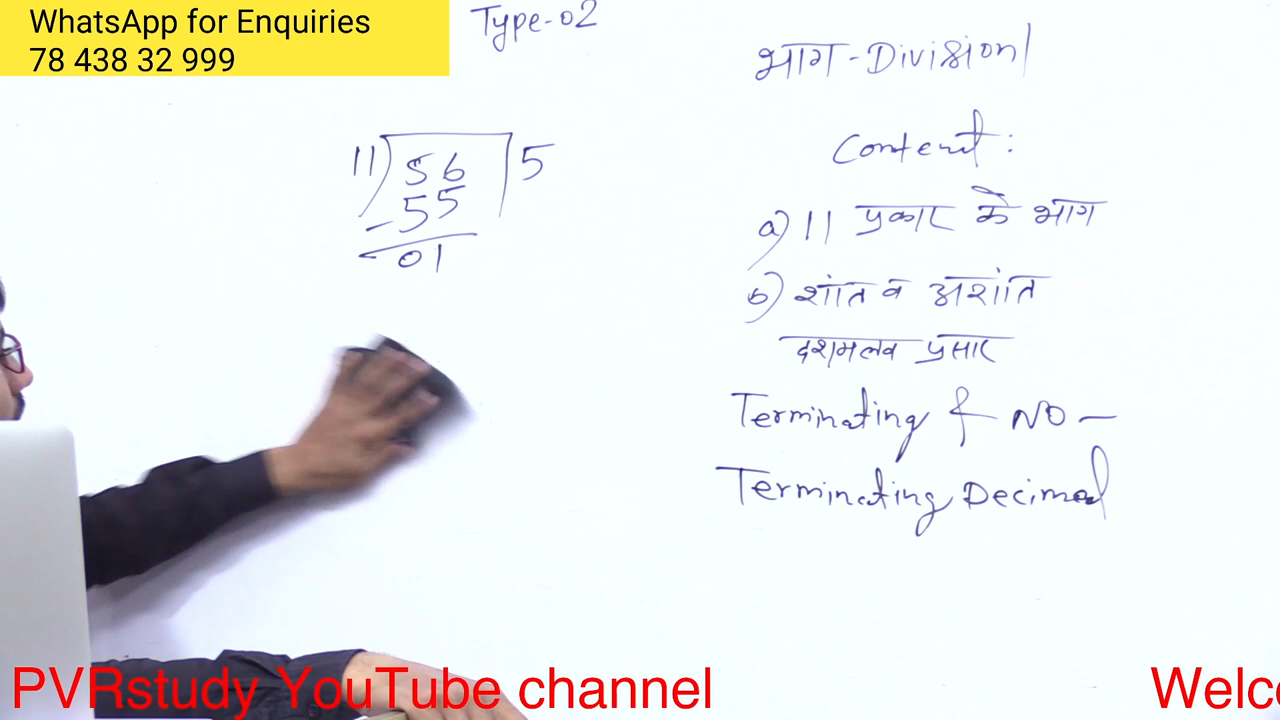 WhatsApp for Enquiries
78 438 32 999
Type-02
11) 56 | 5
- 55
01
भाग - Division
Content :
a) 11 प्रकार के भाग
b) शांत व अशांत
दशमलव प्रसार
Terminating & NO -
Terminating Decimal
PVRstudy YouTube channel
Welco